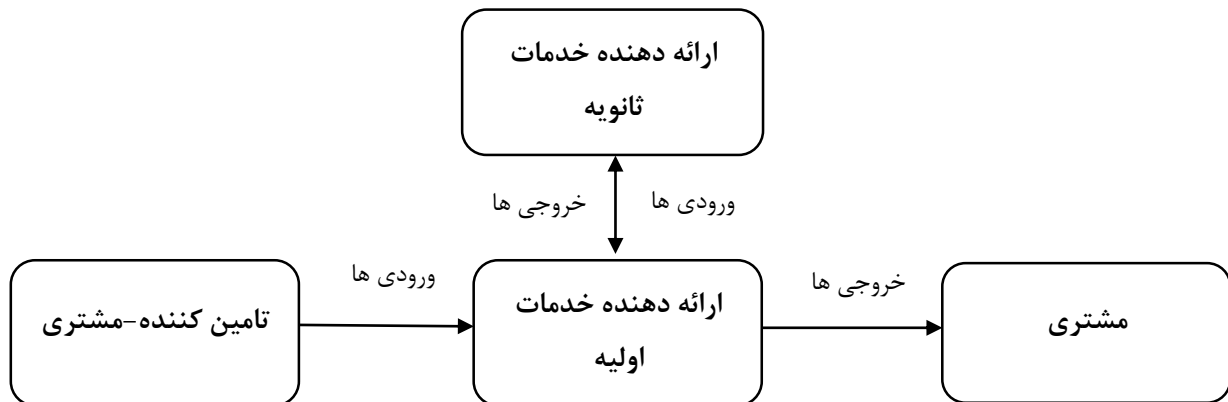 ارائه دهنده خدمات
ثانویه
خروجی ها
ورودی ها
تامین کننده-مشتری
ورودی ها
ارائه دهنده خدمات
اولیه
خروجی ها
مشتری